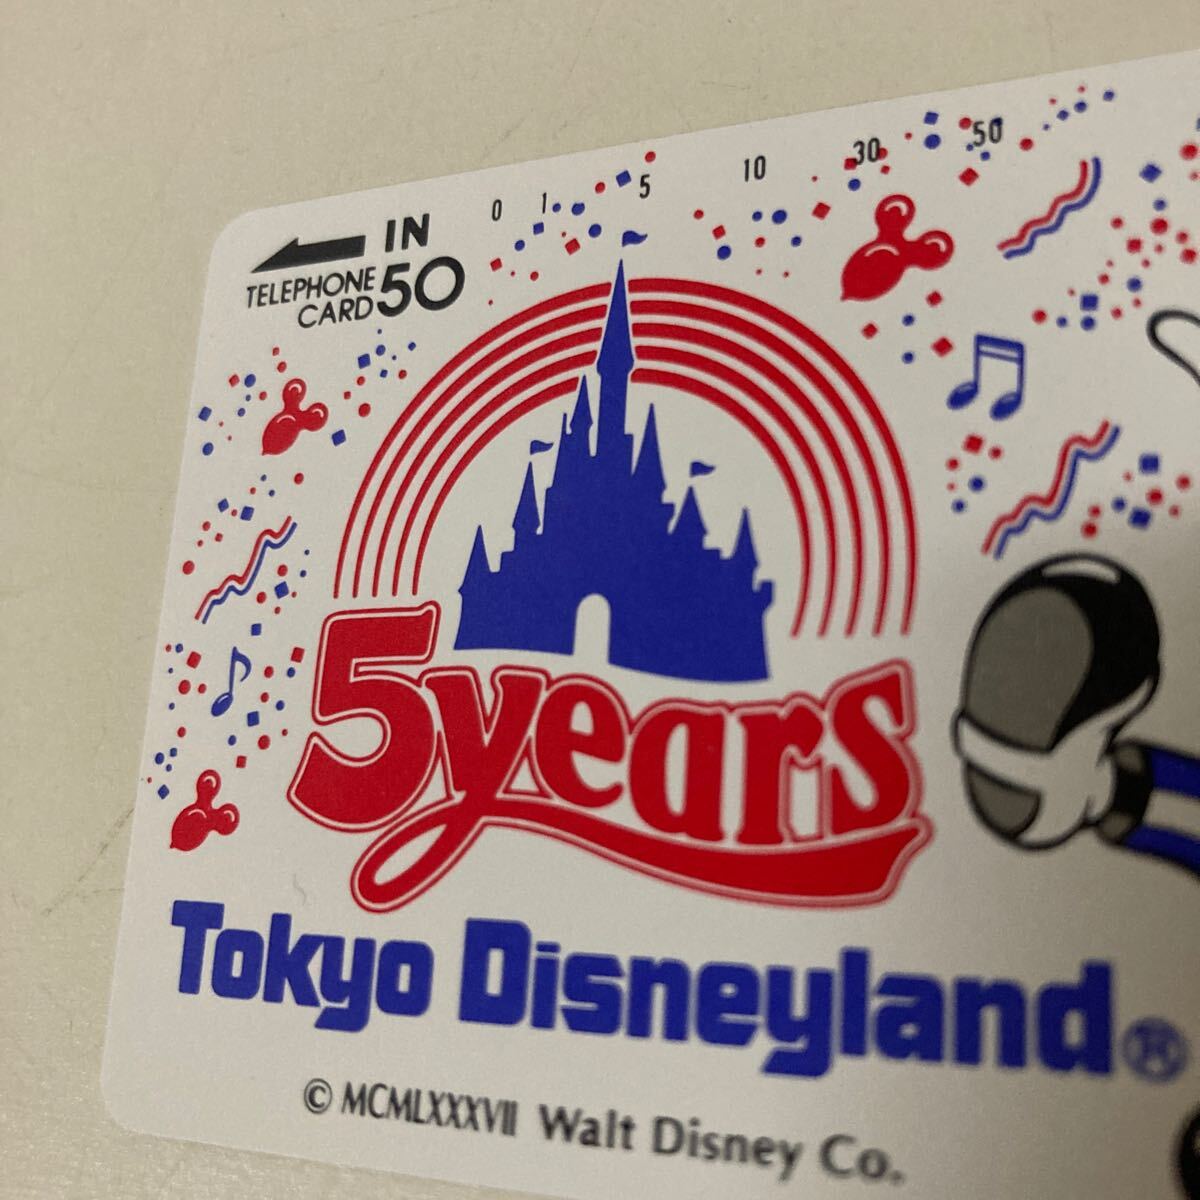 IN
TELEPHONE
CARD 50
0 1 5 10 30 50
5years
Tokyo Disneyland®
© MCMLXXXVII Walt Disney Co.